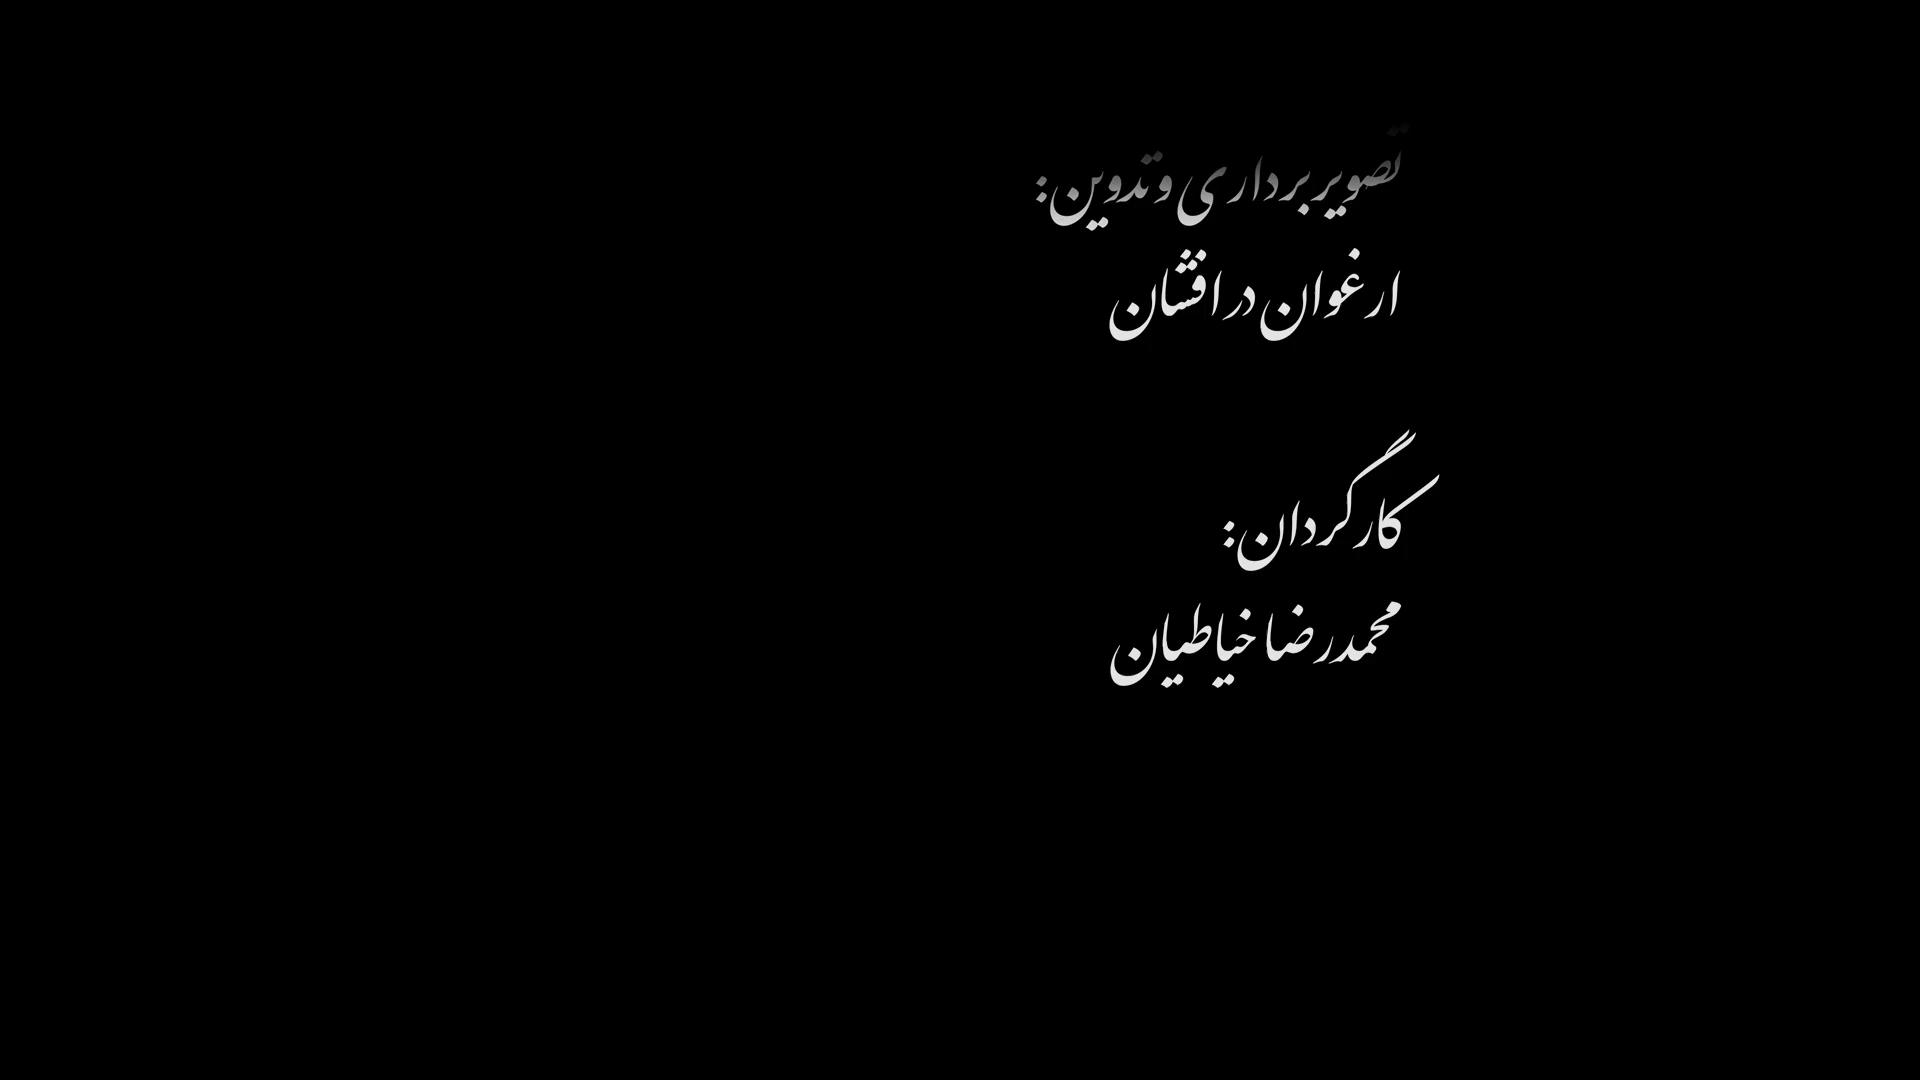 تصویربرداری و تدوین:
ارغوان درافشان
کارگردان:
محمدرضا خیاطیان